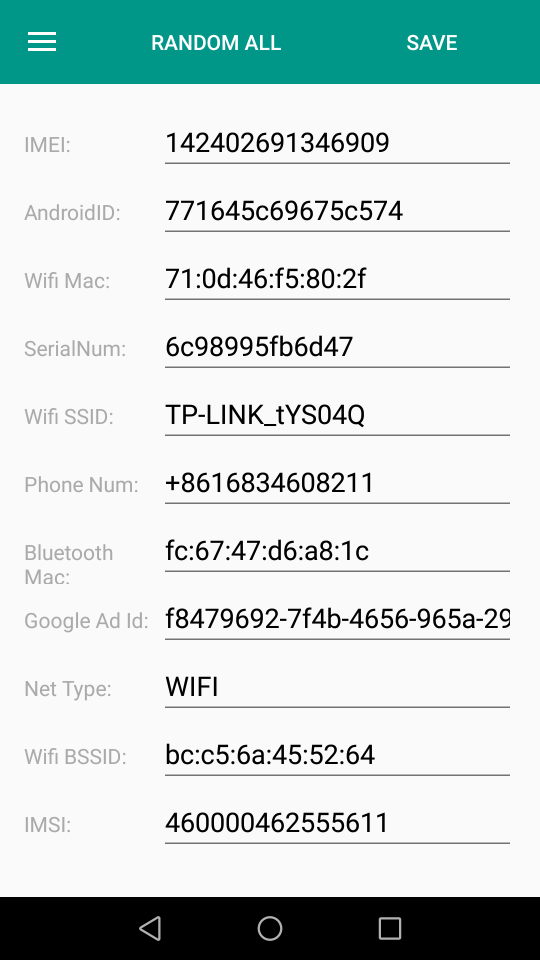 RANDOM ALL SAVE
IMEI: 142402691346909
AndroidID: 771645c69675c574
Wifi Mac: 71:0d:46:f5:80:2f
SerialNum: 6c98995fb6d47
Wifi SSID: TP-LINK_tYS04Q
Phone Num: +8616834608211
Bluetooth Mac: fc:67:47:d6:a8:1c
Google Ad Id: f8479692-7f4b-4656-965a-29
Net Type: WIFI
Wifi BSSID: bc:c5:6a:45:52:64
IMSI: 460000462555611